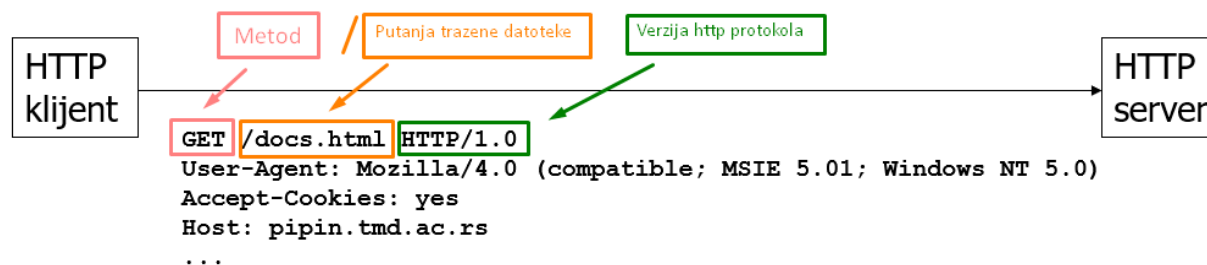 Metod
/
Putanja trazene datoteke
Verzija http protokola
HTTP
klijent
HTTP
server
GET /docs.html HTTP/1.0
User-Agent: Mozilla/4.0 (compatible; MSIE 5.01; Windows NT 5.0)
Accept-Cookies: yes
Host: pipin.tmd.ac.rs
...